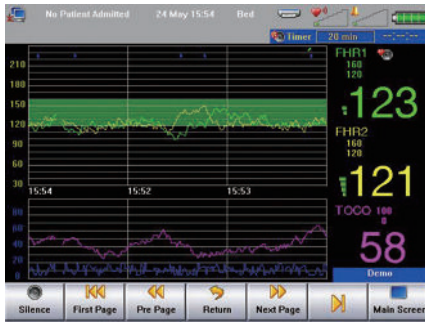 No Patient Admitted 24 May 15:54 Bed
Timer 20 min --:--:--
FHR1
160
120
123
FHR2
160
120
121
TOCO 100
0
58
Demo
210
180
150
120
90
60
30
15:54 15:52 15:53
80
60
40
20
0
Silence First Page Pre Page Return Next Page Main Screen